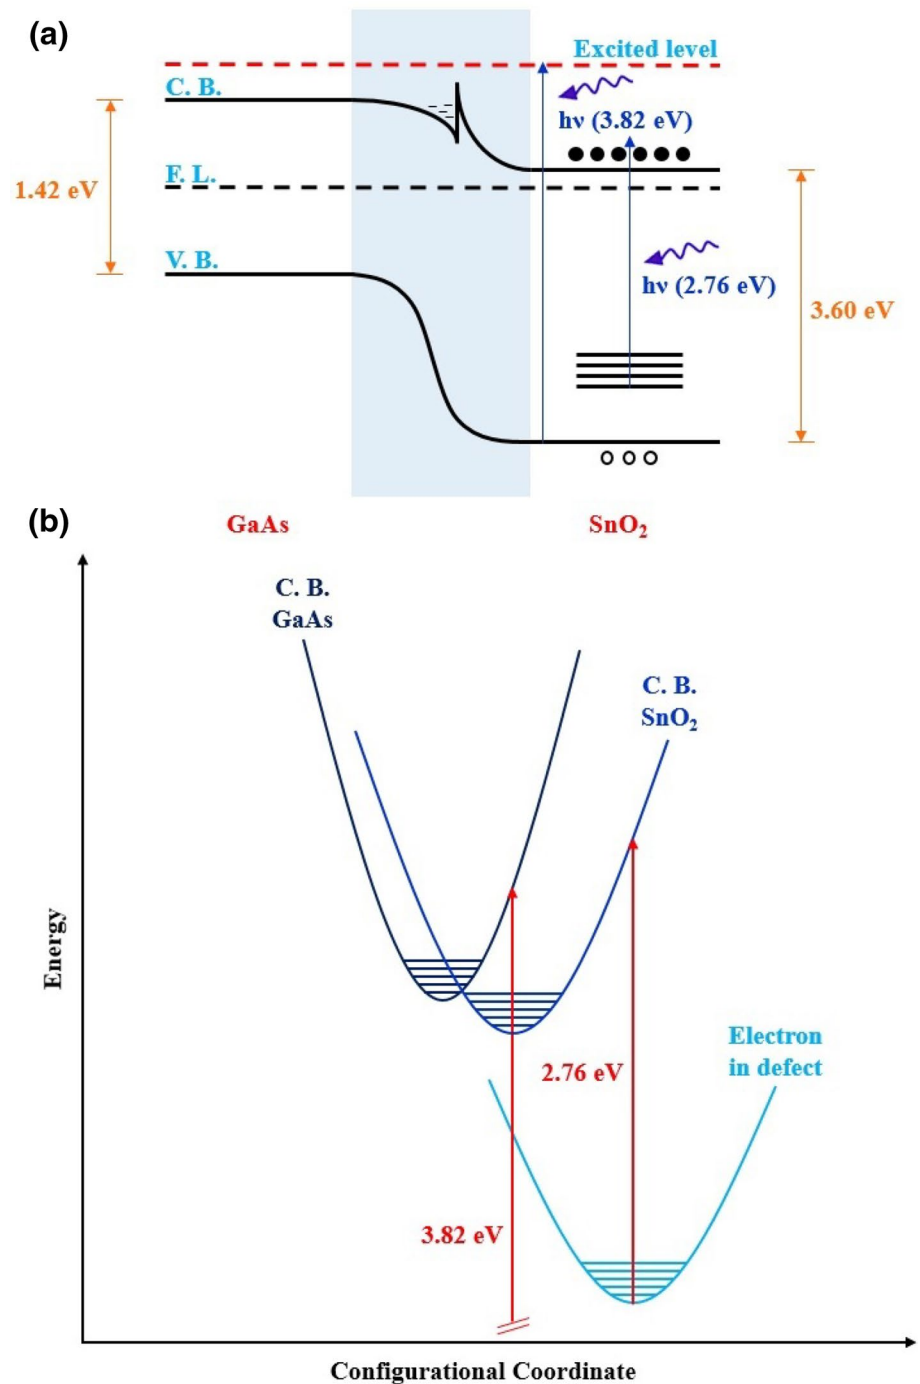 (a)
Excited level
C. B.
hν (3.82 eV)
F. L.
1.42 eV
V. B.
hν (2.76 eV)
3.60 eV
(b)
GaAs
SnO₂
C. B.
GaAs
C. B.
SnO₂
Energy
Electron
in defect
2.76 eV
3.82 eV
Configurational Coordinate